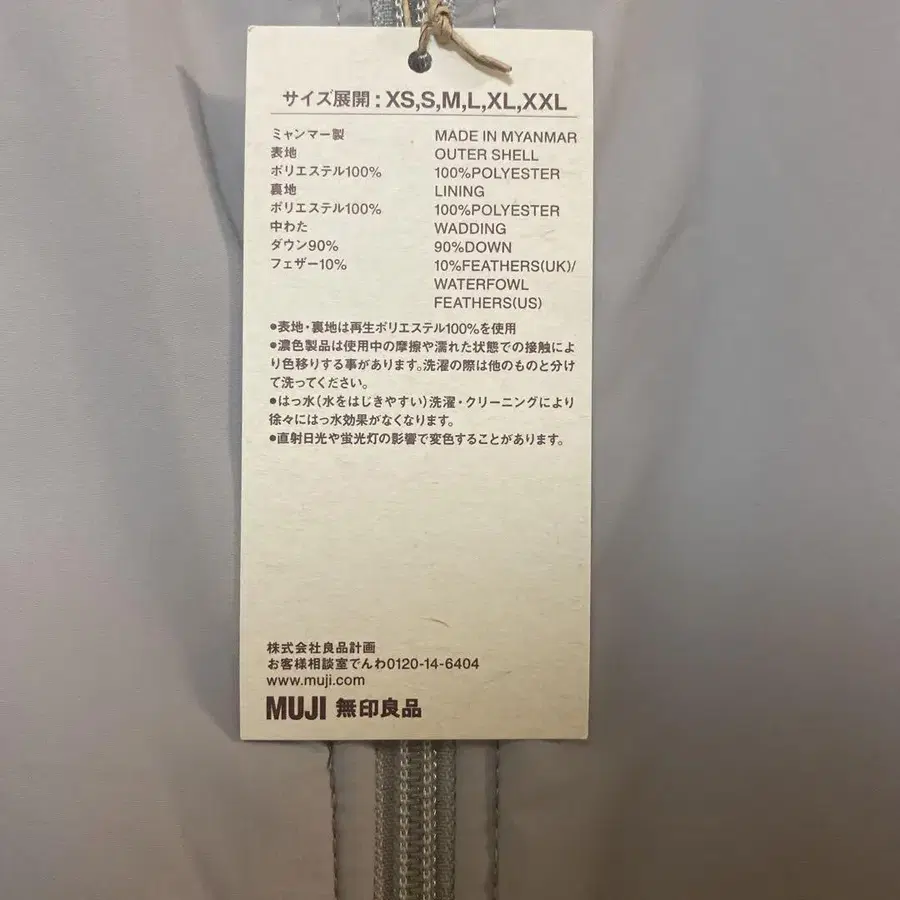 サイズ展開：XS,S,M,L,XL,XXL
ミャンマー製 MADE IN MYANMAR
表地 OUTER SHELL
ポリエステル100% 100%POLYESTER
裏地 LINING
ポリエステル100% 100%POLYESTER
中わた WADDING
ダウン90% 90%DOWN
フェザー10% 10%FEATHERS(UK)/
WATERFOWL
FEATHERS(US)
●表地・裏地は再生ポリエステル100%を使用
●濃色製品は使用中の摩擦や濡れた状態での接触によ
り色移りする事があります。洗濯の際は他のものと分け
て洗ってください。
●はっ水（水をはじきやすい）洗濯・クリーニングにより
徐々にはっ水効果がなくなります。
●直射日光や蛍光灯の影響で変色することがあります。
株式会社良品計画
お客様相談室でんわ0120-14-6404
www.muji.com
MUJI 無印良品